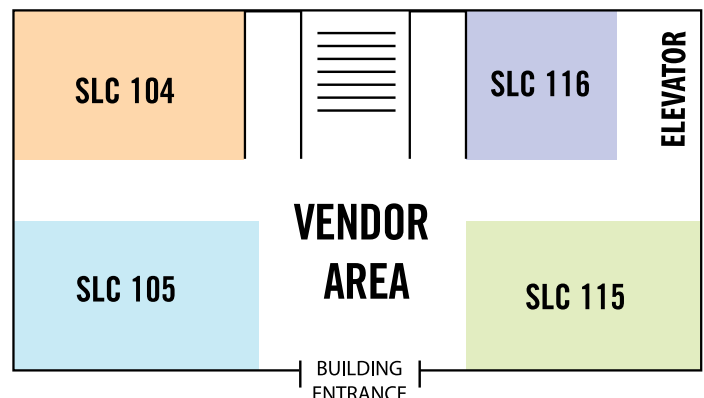 SLC 104
SLC 116
ELEVATOR
VENDOR
AREA
SLC 105
SLC 115
BUILDING
ENTRANCE